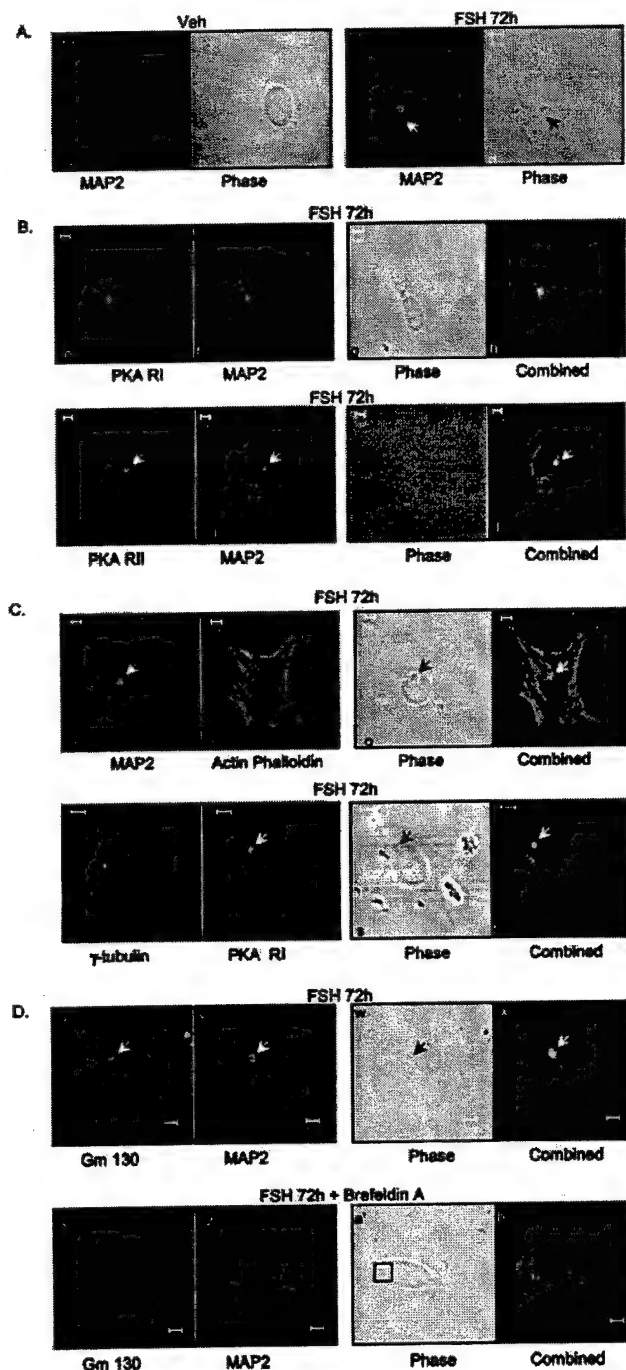 A.
Veh FSH 72h
MAP2 Phase MAP2 Phase
B.
FSH 72h
g
PKA RI MAP2 Phase Combined
FSH 72h
PKA RII MAP2 Phase Combined
C.
FSH 72h
MAP2 Actin Phalloidin Phase Combined
FSH 72h
γ-tubulin PKA RI Phase Combined
D.
FSH 72h
w
Gm 130 MAP2 Phase Combined
FSH 72h + Brefeldin A
Gm 130 MAP2 Phase Combined